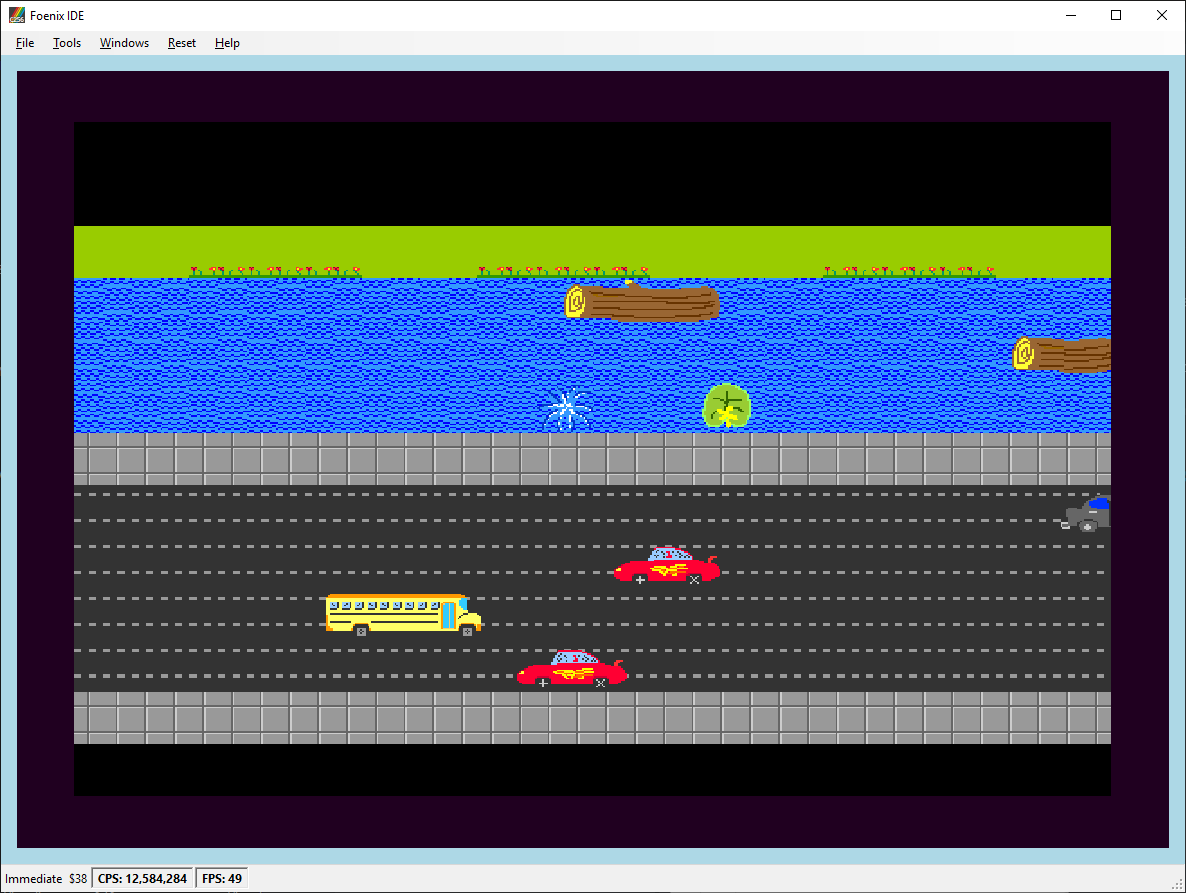 Foenix IDE
File Tools Windows Reset Help
Immediate $38 CPS: 12,584,284 FPS: 49